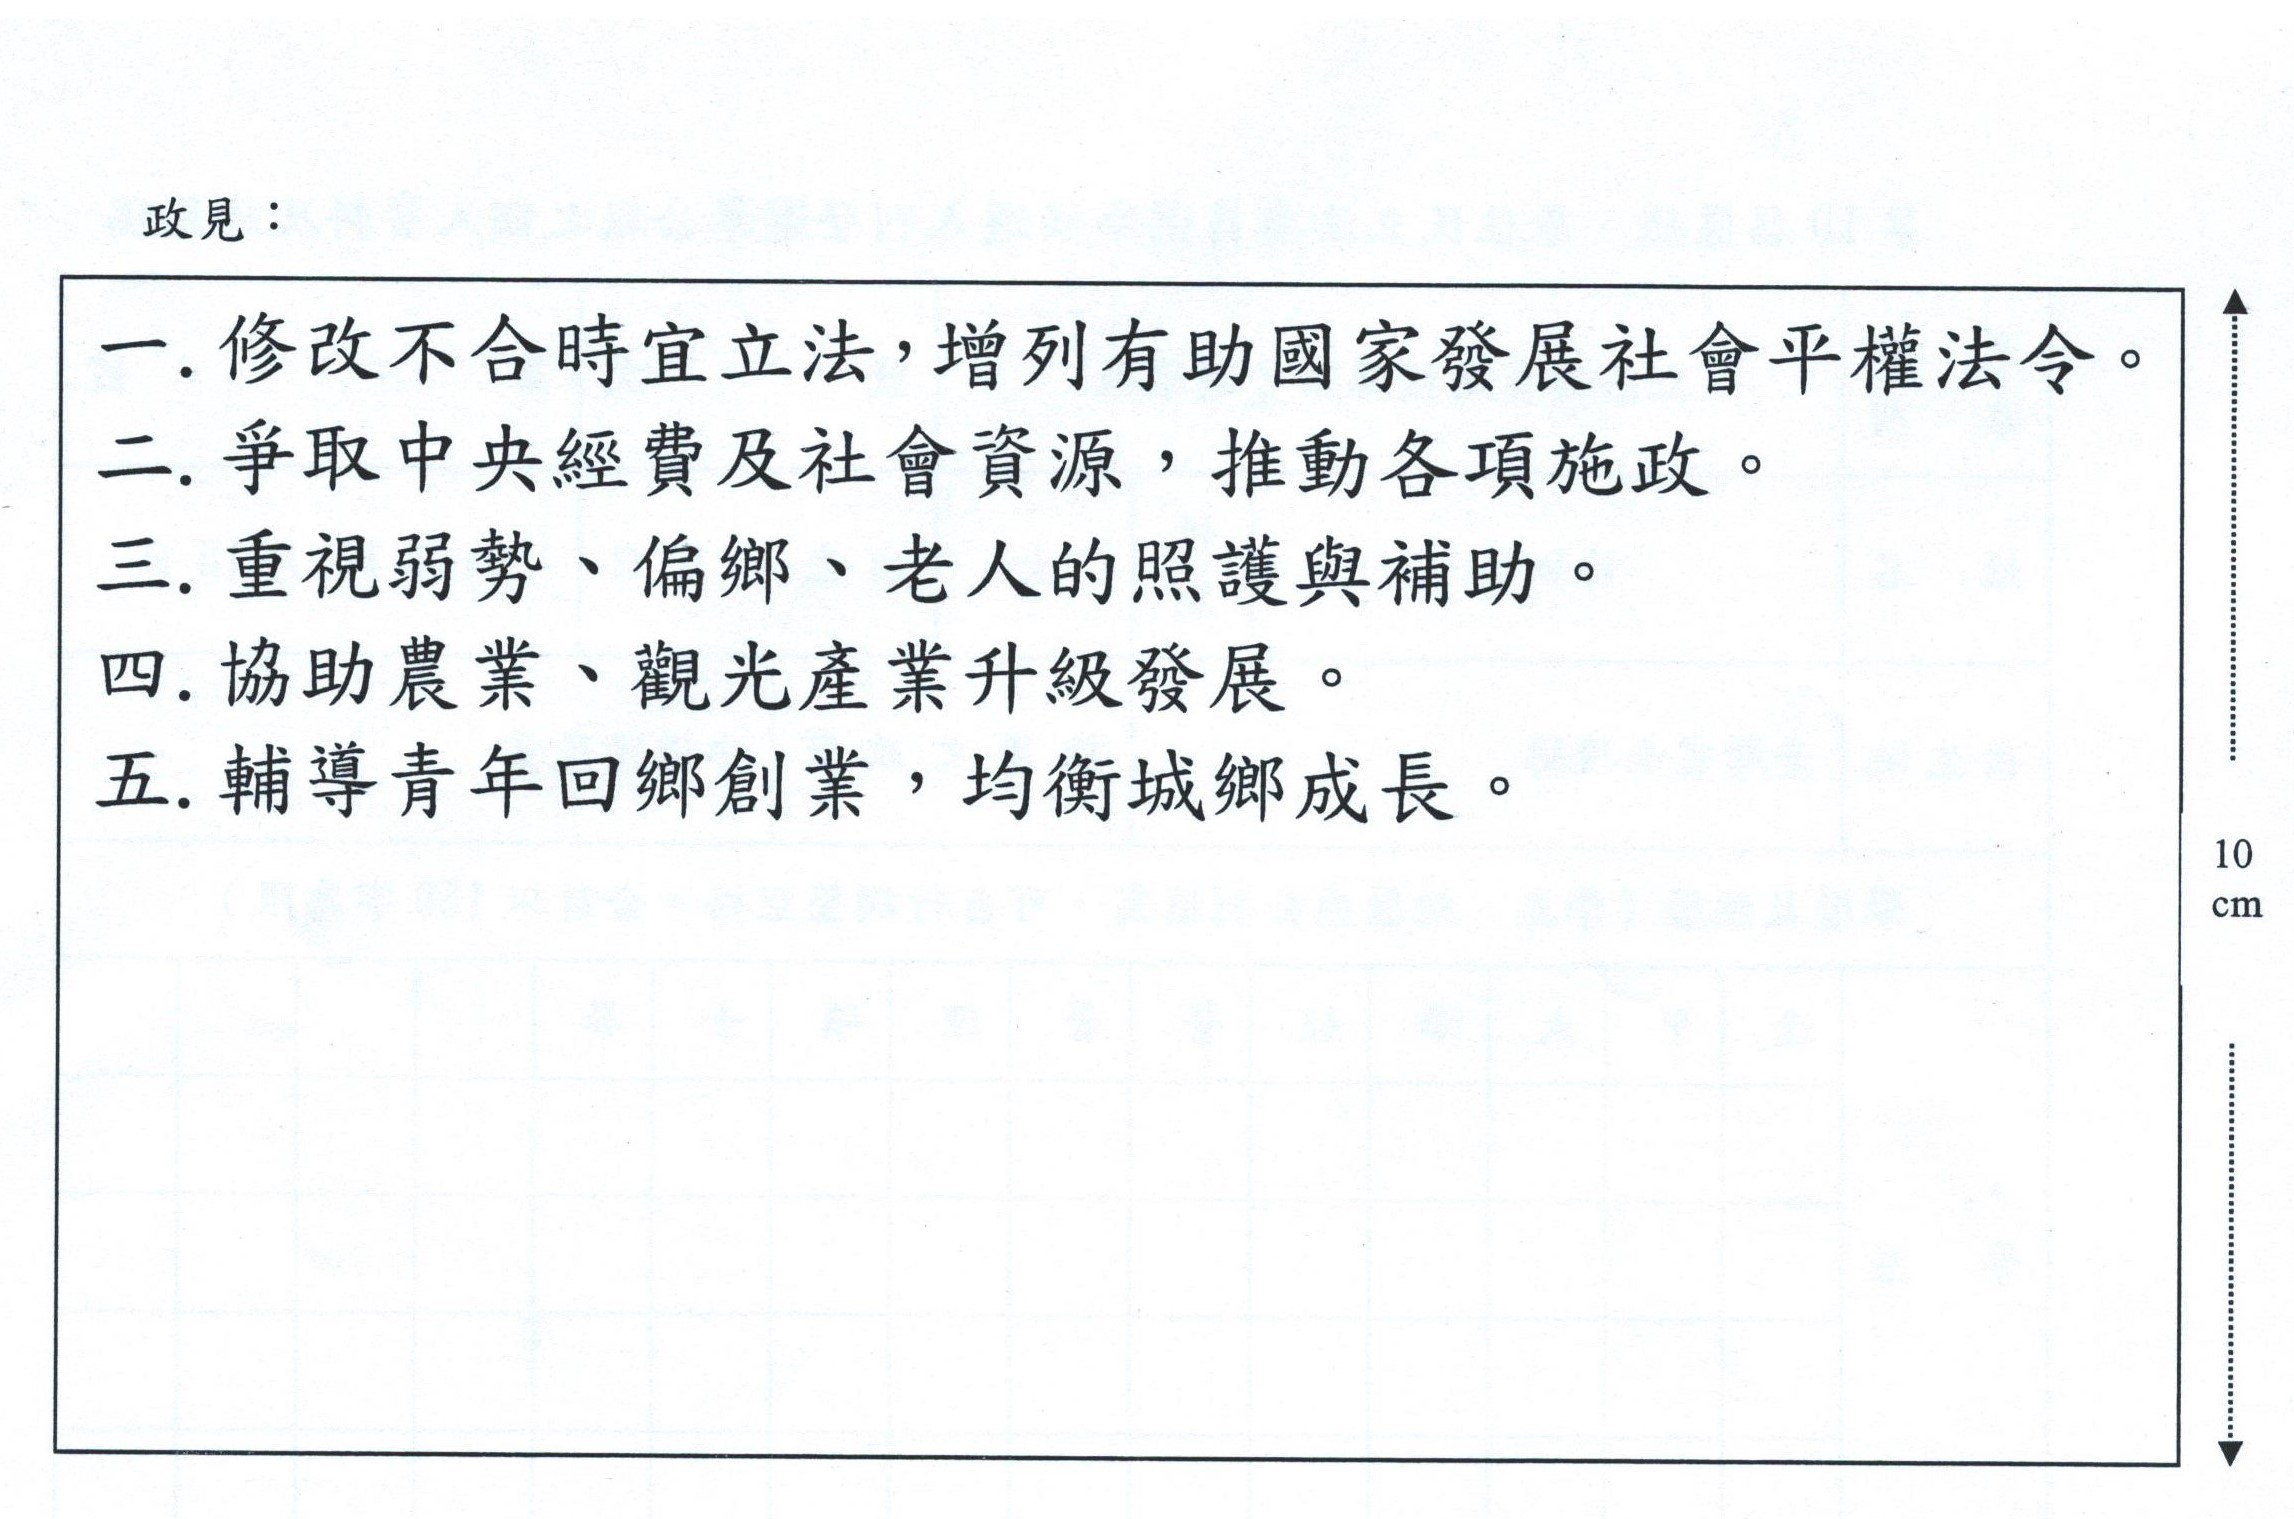 政見：
一. 修改不合時宜立法，增列有助國家發展社會平權法令。
二. 爭取中央經費及社會資源，推動各項施政。
三. 重視弱勢、偏鄉、老人的照護與補助。
四. 協助農業、觀光產業升級發展。
五. 輔導青年回鄉創業，均衡城鄉成長。
10
cm